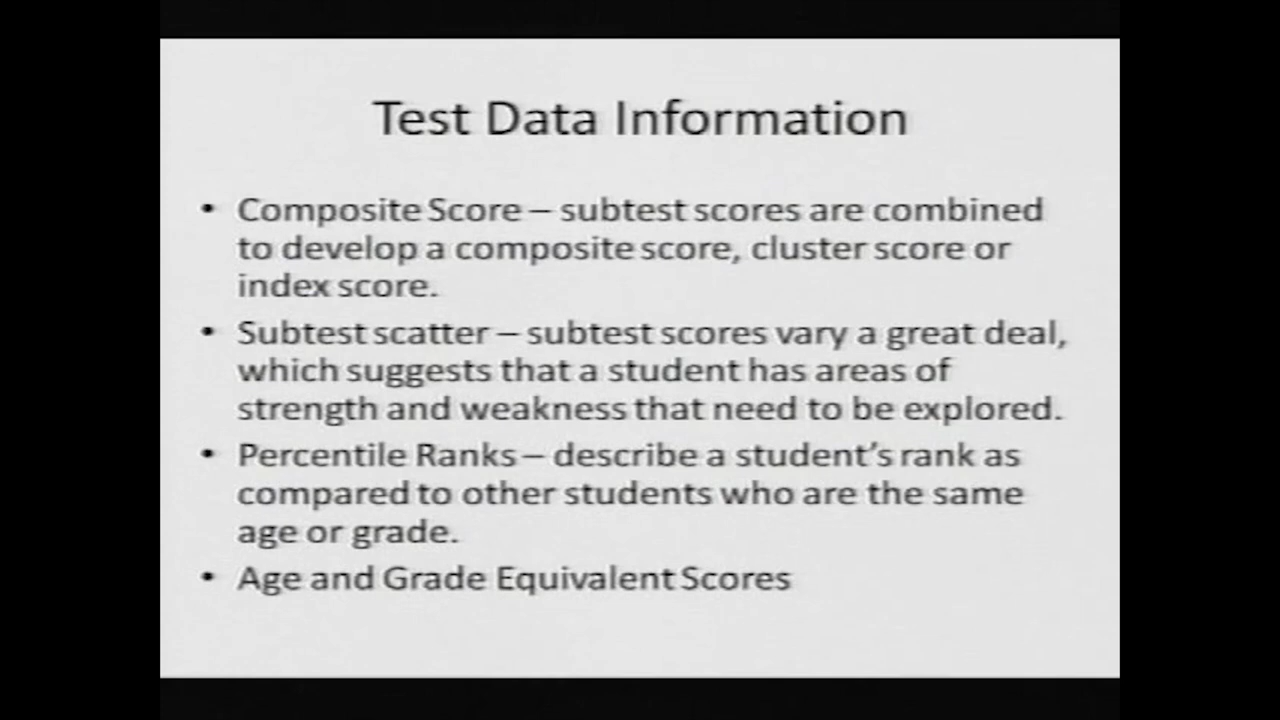 Test Data Information
• Composite Score – subtest scores are combined
to develop a composite score, cluster score or
index score.
• Subtest scatter – subtest scores vary a great deal,
which suggests that a student has areas of
strength and weakness that need to be explored.
• Percentile Ranks – describe a student’s rank as
compared to other students who are the same
age or grade.
• Age and Grade Equivalent Scores